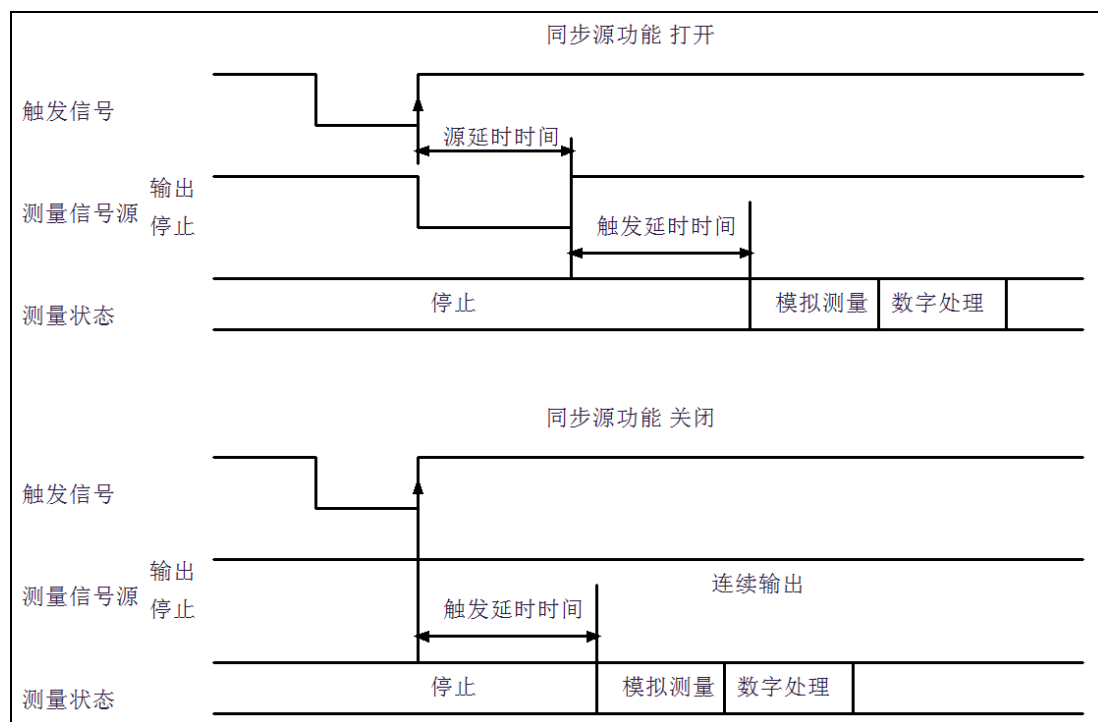 同步源功能 打开
触发信号
源延时时间
输出
测量信号源
停止
触发延时时间
停止
模拟测量
数字处理
测量状态
同步源功能 关闭
触发信号
输出
连续输出
测量信号源
停止
触发延时时间
停止
模拟测量
数字处理
测量状态